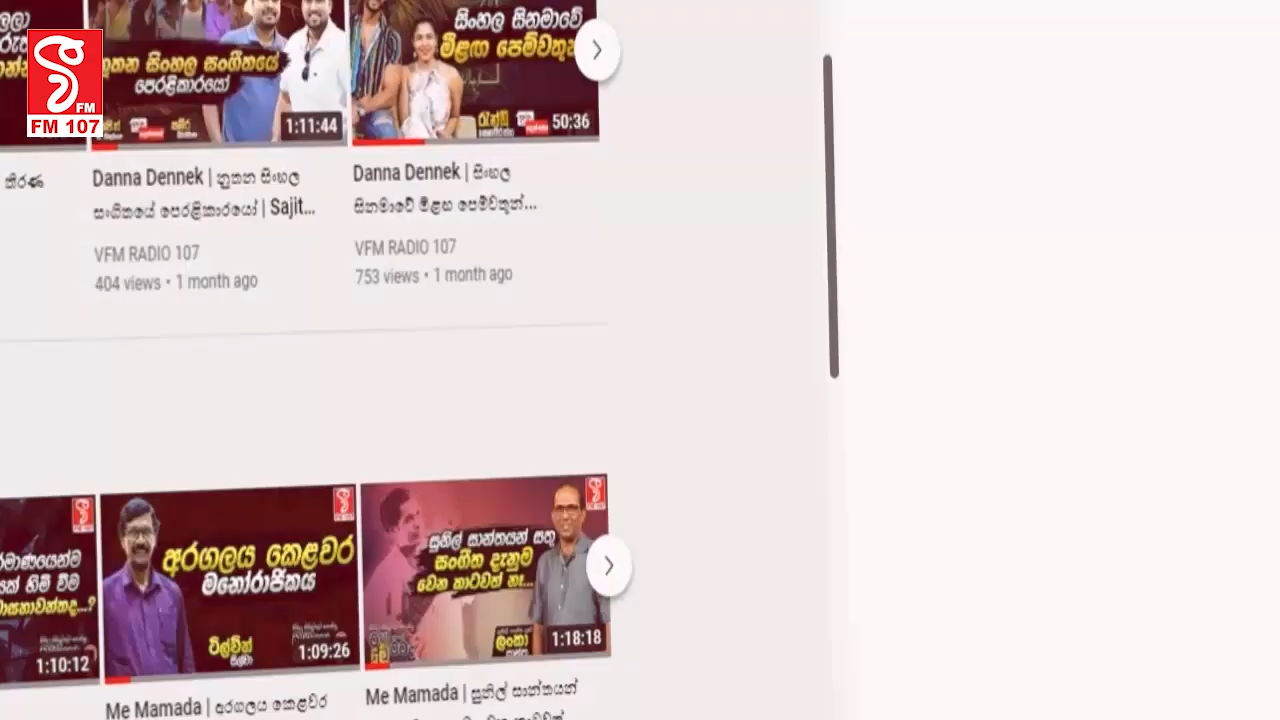 FM
FM 107
සිංහල සිනමාවේ
මිළඟ පෙම්වතුන්
නූතන සිංහල සංගීතයේ
පෙරළිකාරයෝ
1:11:44
50:36
තිරණ
Danna Dennek | නූතන සිංහල
සංගීතයේ පෙරළිකාරයෝ | Sajit...
VFM RADIO 107
404 views • 1 month ago
Danna Dennek | සිංහල
සිනමාවේ මිළඟ පෙම්වතුන්...
VFM RADIO 107
753 views • 1 month ago
1:10:12
අරගලය කෙළවර
මනෝරාජිකය
ටිල්වින්
සිල්වා
1:09:26
සුනිල් සාන්තයන් සතු
සංගීත දැනුම
වෙන කාටවත් නෑ...
ලංකා
1:18:18
Me Mamada | අරගලය කෙළවර
Me Mamada | සුනිල් සාන්තයන්